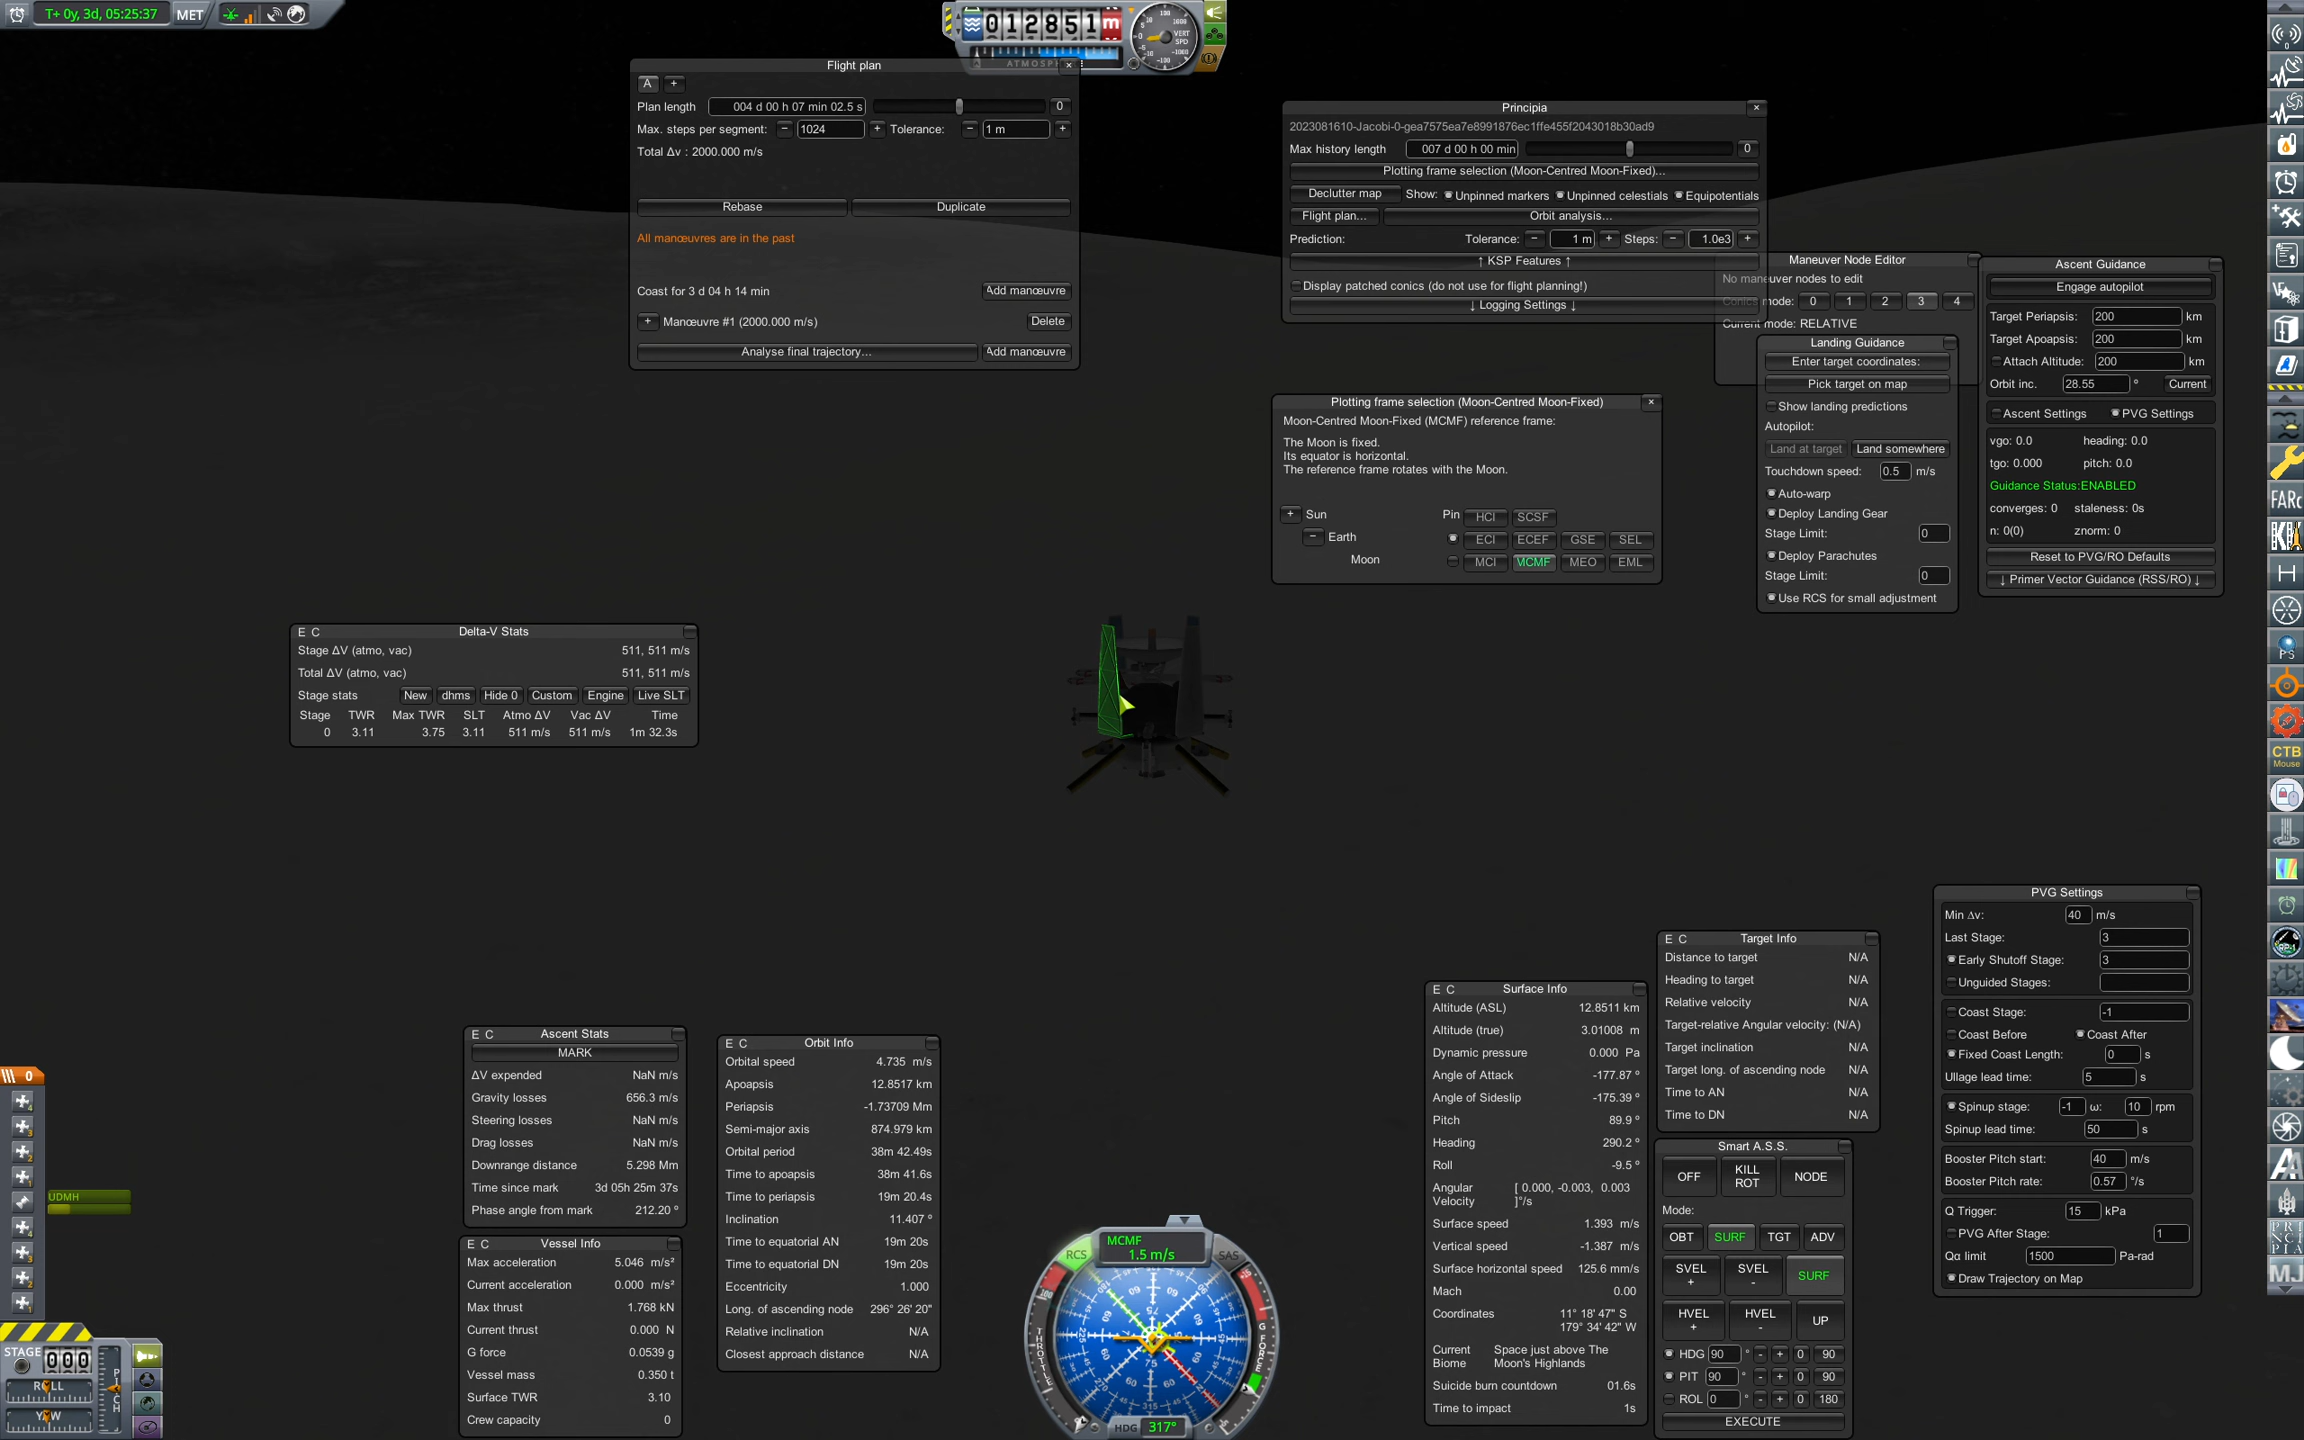 T+ 0y, 3d, 05:25:37 MET
012851 m
VERT SPD
Flight plan
A +
Plan length 004 d 00 h 07 min 02.5 s 0
Max. steps per segment: − 1024 + Tolerance: − 1 m +
Total Δv : 2000.000 m/s
Rebase Duplicate
All manœuvres are in the past
Coast for 3 d 04 h 14 min Add manœuvre
+ Manœuvre #1 (2000.000 m/s) Delete
Analyse final trajectory... Add manœuvre
Principia
2023081610-Jacobi-0-gea7575ea7e8991876ec1ffe455f2043018b30ad9
Max history length 007 d 00 h 00 min 0
Plotting frame selection (Moon-Centred Moon-Fixed)...
Declutter map Show: Unpinned markers Unpinned celestials Equipotentials
Flight plan... Orbit analysis...
Prediction: Tolerance: − 1 m + Steps: − 1.0e3 +
↑ KSP Features ↑
Display patched conics (do not use for flight planning!)
↓ Logging Settings ↓
Maneuver Node Editor
No maneuver nodes to edit
Conics mode: 0 1 2 3 4
Current mode: RELATIVE
Landing Guidance
Enter target coordinates:
Pick target on map
Show landing predictions
Autopilot:
Land at target Land somewhere
Touchdown speed: 0.5 m/s
Auto-warp
Deploy Landing Gear
Stage Limit: 0
Deploy Parachutes
Stage Limit: 0
Use RCS for small adjustment
Ascent Guidance
Engage autopilot
Target Periapsis: 200 km
Target Apoapsis: 200 km
Attach Altitude: 200 km
Orbit inc. 28.55 º Current
Ascent Settings PVG Settings
vgo: 0.0 heading: 0.0
tgo: 0.000 pitch: 0.0
Guidance Status:ENABLED
converges: 0 staleness: 0s
n: 0(0) znorm: 0
Reset to PVG/RO Defaults
↓ Primer Vector Guidance (RSS/RO) ↓
Plotting frame selection (Moon-Centred Moon-Fixed)
Moon-Centred Moon-Fixed (MCMF) reference frame:
The Moon is fixed.
Its equator is horizontal.
The reference frame rotates with the Moon.
+ Sun Pin HCI SCSF
− Earth ECI ECEF GSE SEL
Moon MCI MCMF MEO EML
E C Delta-V Stats
Stage ΔV (atmo, vac) 511, 511 m/s
Total ΔV (atmo, vac) 511, 511 m/s
Stage stats New dhms Hide 0 Custom Engine Live SLT
Stage TWR Max TWR SLT Atmo ΔV Vac ΔV Time
0 3.11 3.75 3.11 511 m/s 511 m/s 1m 32.3s
E C Ascent Stats
MARK
ΔV expended NaN m/s
Gravity losses 656.3 m/s
Steering losses NaN m/s
Drag losses NaN m/s
Downrange distance 5.298 Mm
Time since mark 3d 05h 25m 37s
Phase angle from mark 212.20 º
E C Vessel Info
Max acceleration 5.046 m/s²
Current acceleration 0.000 m/s²
Max thrust 1.768 kN
Current thrust 0.000 N
G force 0.0539 g
Vessel mass 0.350 t
Surface TWR 3.10
Crew capacity 0
E C Orbit Info
Orbital speed 4.735 m/s
Apoapsis 12.8517 km
Periapsis -1.73709 Mm
Semi-major axis 874.979 km
Orbital period 38m 42.49s
Time to apoapsis 38m 41.6s
Time to periapsis 19m 20.4s
Inclination 11.407 º
Time to equatorial AN 19m 20s
Time to equatorial DN 19m 20s
Eccentricity 1.000
Long. of ascending node 296° 26' 20"
Relative inclination N/A
Closest approach distance N/A
E C Surface Info
Altitude (ASL) 12.8511 km
Altitude (true) 3.01008 m
Dynamic pressure 0.000 Pa
Angle of Attack -177.87 º
Angle of Sideslip -175.39 º
Pitch 89.9 º
Heading 290.2 º
Roll -9.5 º
Angular Velocity [ 0.000, -0.003, 0.003 ]°/s
Surface speed 1.393 m/s
Vertical speed -1.387 m/s
Surface horizontal speed 125.6 mm/s
Mach 0.00
Coordinates 11° 18' 47" S
179° 34' 42" W
Current Biome Space just above The Moon's Highlands
Suicide burn countdown 01.6s
Time to impact 1s
E C Target Info
Distance to target N/A
Heading to target N/A
Relative velocity N/A
Target-relative Angular velocity: (N/A)
Target inclination N/A
Target long. of ascending node N/A
Time to AN N/A
Time to DN N/A
Smart A.S.S.
OFF KILL ROT NODE
Mode:
OBT SURF TGT ADV
SVEL + SVEL - SURF
HVEL + HVEL - UP
HDG 90 ° - + 0 90
PIT 90 ° - + 0 90
ROL 0 ° - + 0 180
EXECUTE
PVG Settings
Min Δv: 40 m/s
Last Stage: 3
Early Shutoff Stage: 3
Unguided Stages:
Coast Stage: -1
Coast Before Coast After
Fixed Coast Length: 0 s
Ullage lead time: 5 s
Spinup stage: -1 ω: 10 rpm
Spinup lead time: 50 s
Booster Pitch start: 40 m/s
Booster Pitch rate: 0.57 °/s
Q Trigger: 15 kPa
PVG After Stage: 1
Qα limit 1500 Pa-rad
Draw Trajectory on Map
0
UDMH
STAGE 000
ROLL
YAW
PITCH
RCS MCMF SAS
1.5 m/s
THROTTLE
G FORCE
HDG 317°
FARc
CTB
Mouse
PS
PRINCIPIA
MJ